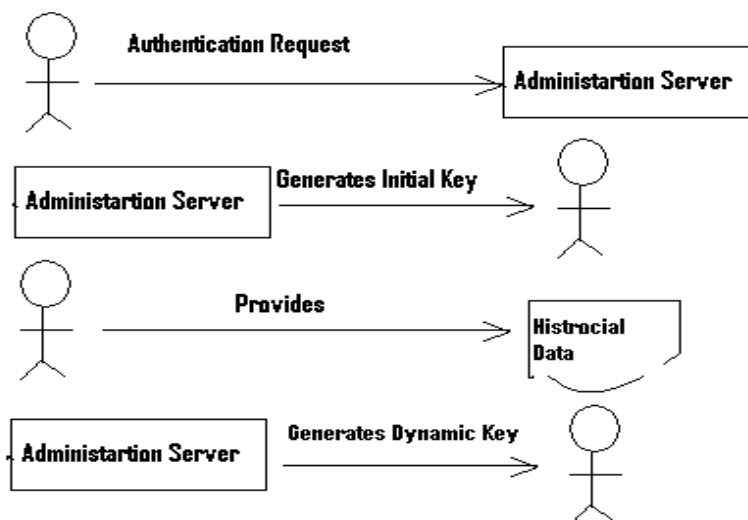 Authentication Request
Administartion Server
Generates Initial Key
Administartion Server
Provides
Histrocial
Data
Generates Dynamic Key
Administartion Server